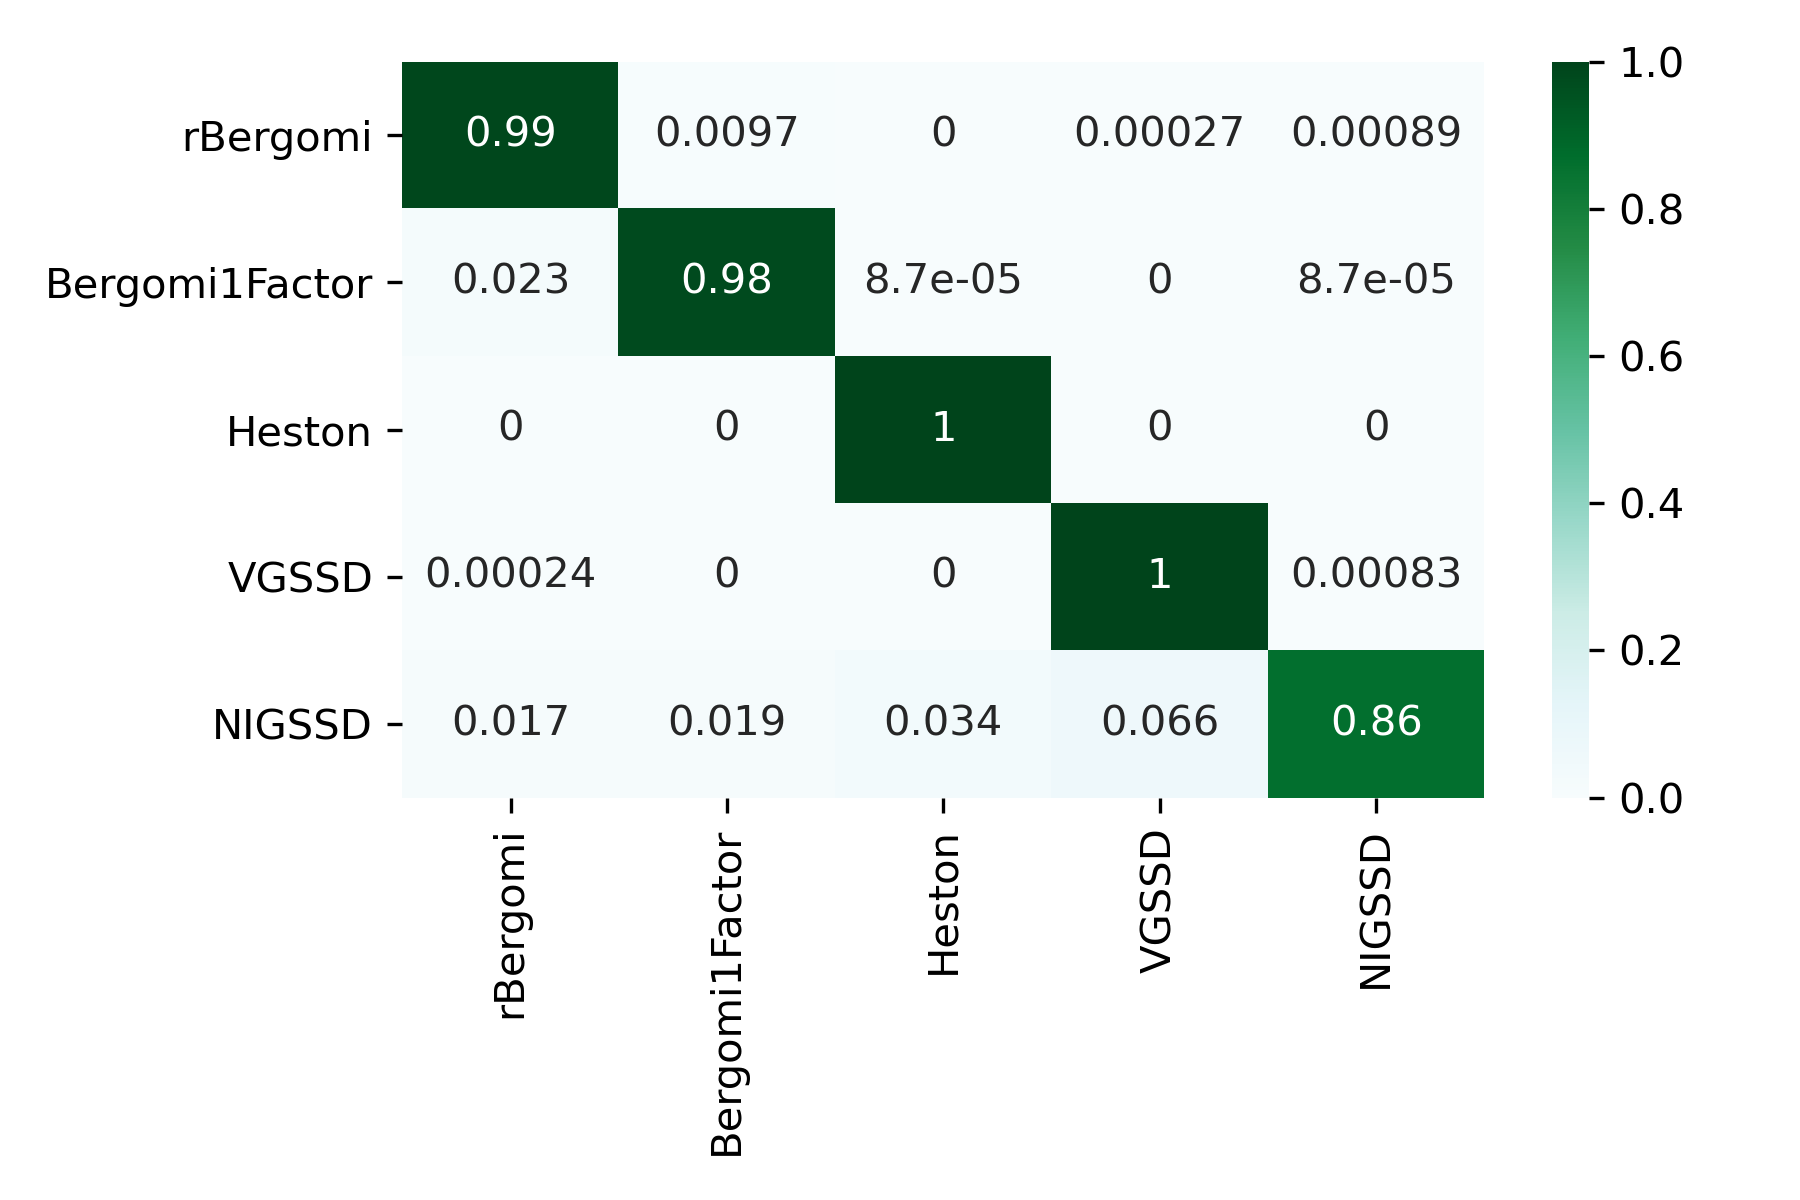 rBergomi 0.99 0.0097 0 0.00027 0.00089
Bergomi1Factor 0.023 0.98 8.7e-05 0 8.7e-05
Heston 0 0 1 0 0
VGSSD 0.00024 0 0 1 0.00083
NIGSSD 0.017 0.019 0.034 0.066 0.86
rBergomi
Bergomi1Factor
Heston
VGSSD
NIGSSD
1.0
0.8
0.6
0.4
0.2
0.0